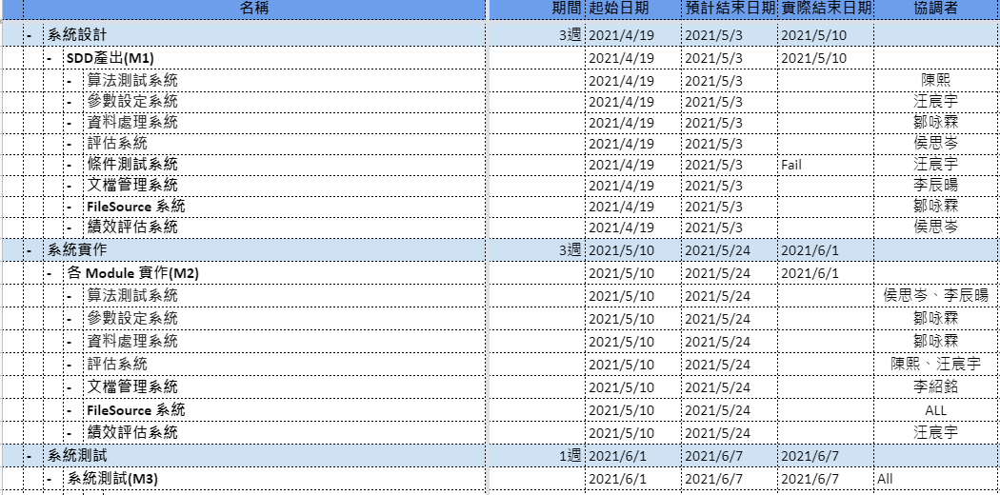 名稱 期間 起始日期 預計結束日期 實際結束日期 協調者
- 系統設計 3週 2021/4/19 2021/5/3 2021/5/10
- SDD產出(M1) 2021/4/19 2021/5/3 2021/5/10
- 算法測試系統 2021/4/19 2021/5/3 陳熙
- 參數設定系統 2021/4/19 2021/5/3 汪宸宇
- 資料處理系統 2021/4/19 2021/5/3 鄒咏霖
- 評估系統 2021/4/19 2021/5/3 侯思岑
- 條件測試系統 2021/4/19 2021/5/3 Fail 汪宸宇
- 文檔管理系統 2021/4/19 2021/5/3 李辰暘
- FileSource 系統 2021/4/19 2021/5/3 鄒咏霖
- 績效評估系統 2021/4/19 2021/5/3 侯思岑
- 系統實作 3週 2021/5/10 2021/5/24 2021/6/1
- 各 Module 實作(M2) 2021/5/10 2021/5/24 2021/6/1
- 算法測試系統 2021/5/10 2021/5/24 侯思岑、李辰暘
- 參數設定系統 2021/5/10 2021/5/24 鄒咏霖
- 資料處理系統 2021/5/10 2021/5/24 鄒咏霖
- 評估系統 2021/5/10 2021/5/24 陳熙、汪宸宇
- 文檔管理系統 2021/5/10 2021/5/24 李紹銘
- FileSource 系統 2021/5/10 2021/5/24 ALL
- 績效評估系統 2021/5/10 2021/5/24 汪宸宇
- 系統測試 1週 2021/6/1 2021/6/7 2021/6/7
- 系統測試(M3) 2021/6/1 2021/6/7 2021/6/7 All